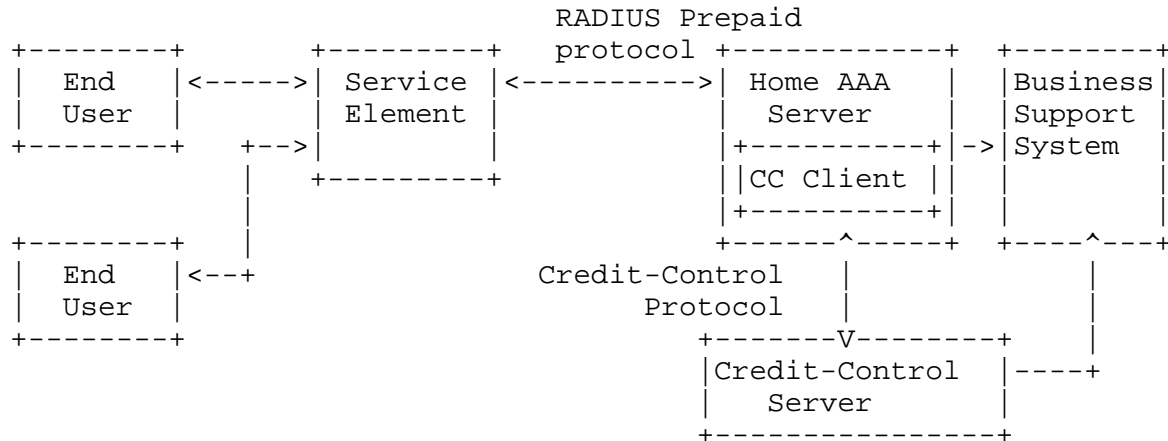 RADIUS Prepaid
protocol
End Service Home AAA Business
User Element Server Support
System
CC Client
End Credit-Control
User Protocol
Credit-Control
Server